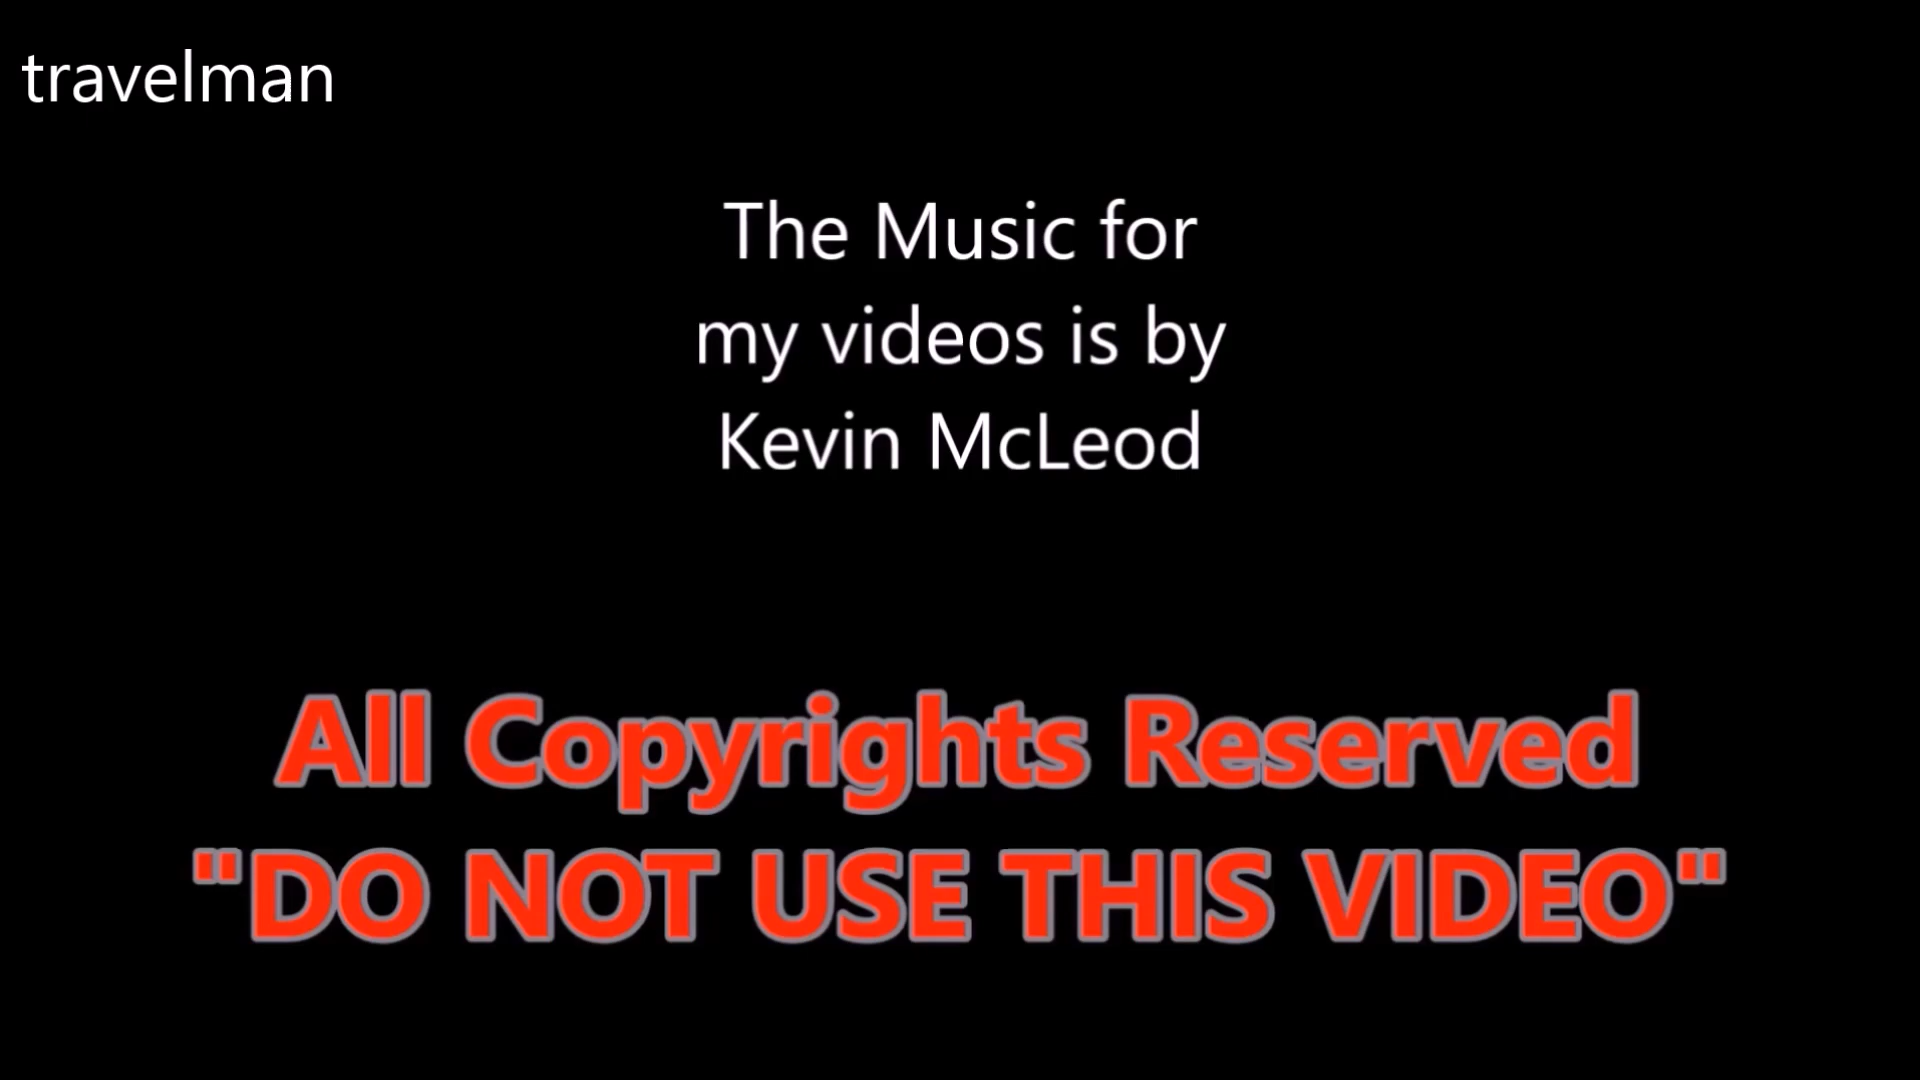 travelman
The Music for
my videos is by
Kevin McLeod
All Copyrights Reserved
"DO NOT USE THIS VIDEO"